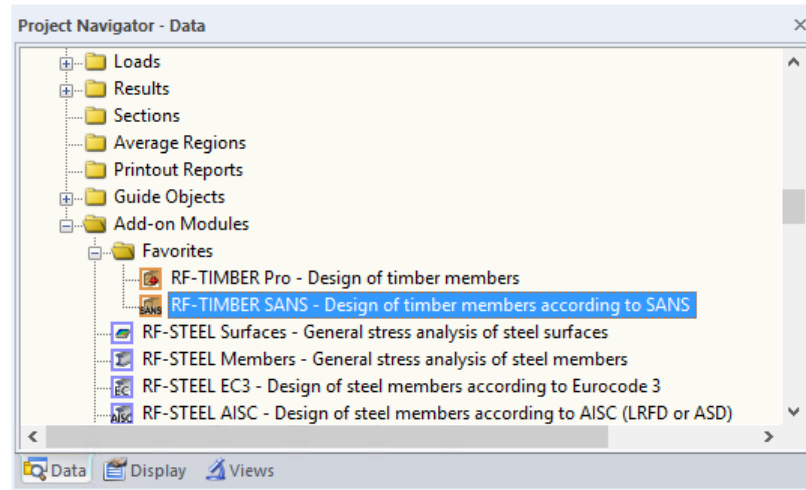 Project Navigator - Data
Loads
Results
Sections
Average Regions
Printout Reports
Guide Objects
Add-on Modules
Favorites
RF-TIMBER Pro - Design of timber members
SANS RF-TIMBER SANS - Design of timber members according to SANS
RF-STEEL Surfaces - General stress analysis of steel surfaces
RF-STEEL Members - General stress analysis of steel members
EC RF-STEEL EC3 - Design of steel members according to Eurocode 3
AISC RF-STEEL AISC - Design of steel members according to AISC (LRFD or ASD)
Data Display Views